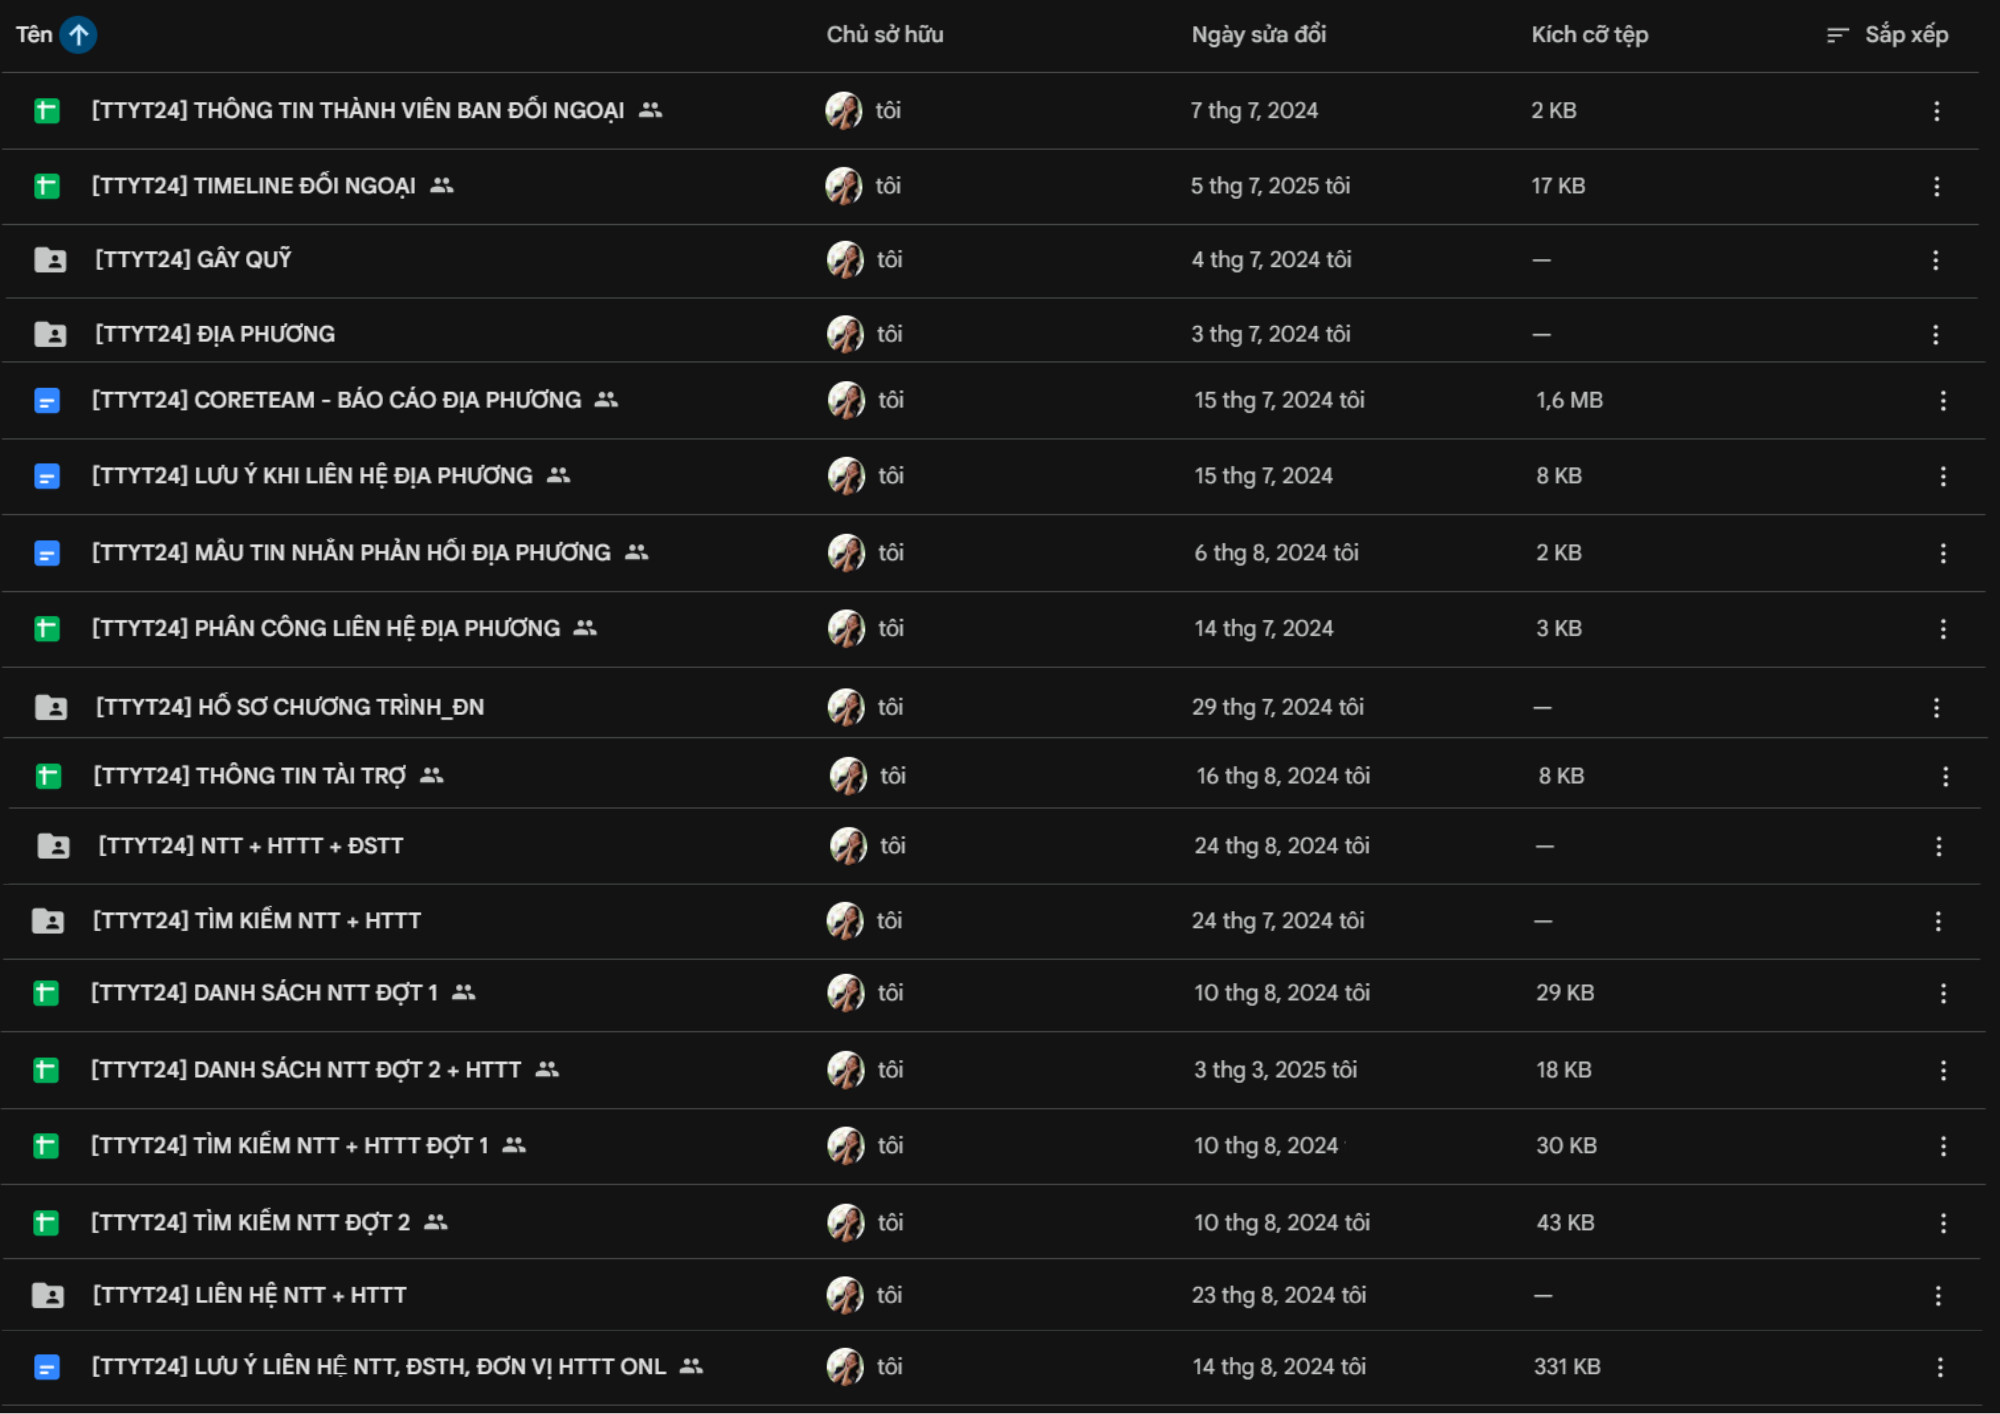 Tên Chủ sở hữu Ngày sửa đổi Kích cỡ tệp Sắp xếp
[TTYT24] THÔNG TIN THÀNH VIÊN BAN ĐỐI NGOẠI tôi 7 thg 7, 2024 2 KB
[TTYT24] TIMELINE ĐỐI NGOẠI tôi 5 thg 7, 2025 tôi 17 KB
[TTYT24] GÂY QUỸ tôi 4 thg 7, 2024 tôi —
[TTYT24] ĐỊA PHƯƠNG tôi 3 thg 7, 2024 tôi —
[TTYT24] CORETEAM - BÁO CÁO ĐỊA PHƯƠNG tôi 15 thg 7, 2024 tôi 1,6 MB
[TTYT24] LƯU Ý KHI LIÊN HỆ ĐỊA PHƯƠNG tôi 15 thg 7, 2024 8 KB
[TTYT24] MẪU TIN NHẮN PHẢN HỒI ĐỊA PHƯƠNG tôi 6 thg 8, 2024 tôi 2 KB
[TTYT24] PHÂN CÔNG LIÊN HỆ ĐỊA PHƯƠNG tôi 14 thg 7, 2024 3 KB
[TTYT24] HỒ SƠ CHƯƠNG TRÌNH_ĐN tôi 29 thg 7, 2024 tôi —
[TTYT24] THÔNG TIN TÀI TRỢ tôi 16 thg 8, 2024 tôi 8 KB
[TTYT24] NTT + HTTT + ĐSTT tôi 24 thg 8, 2024 tôi —
[TTYT24] TÌM KIẾM NTT + HTTT tôi 24 thg 7, 2024 tôi —
[TTYT24] DANH SÁCH NTT ĐỢT 1 tôi 10 thg 8, 2024 tôi 29 KB
[TTYT24] DANH SÁCH NTT ĐỢT 2 + HTTT tôi 3 thg 3, 2025 tôi 18 KB
[TTYT24] TÌM KIẾM NTT + HTTT ĐỢT 1 tôi 10 thg 8, 2024 30 KB
[TTYT24] TÌM KIẾM NTT ĐỢT 2 tôi 10 thg 8, 2024 tôi 43 KB
[TTYT24] LIÊN HỆ NTT + HTTT tôi 23 thg 8, 2024 tôi —
[TTYT24] LƯU Ý LIÊN HỆ NTT, ĐSTH, ĐƠN VỊ HTTT ONL tôi 14 thg 8, 2024 tôi 331 KB